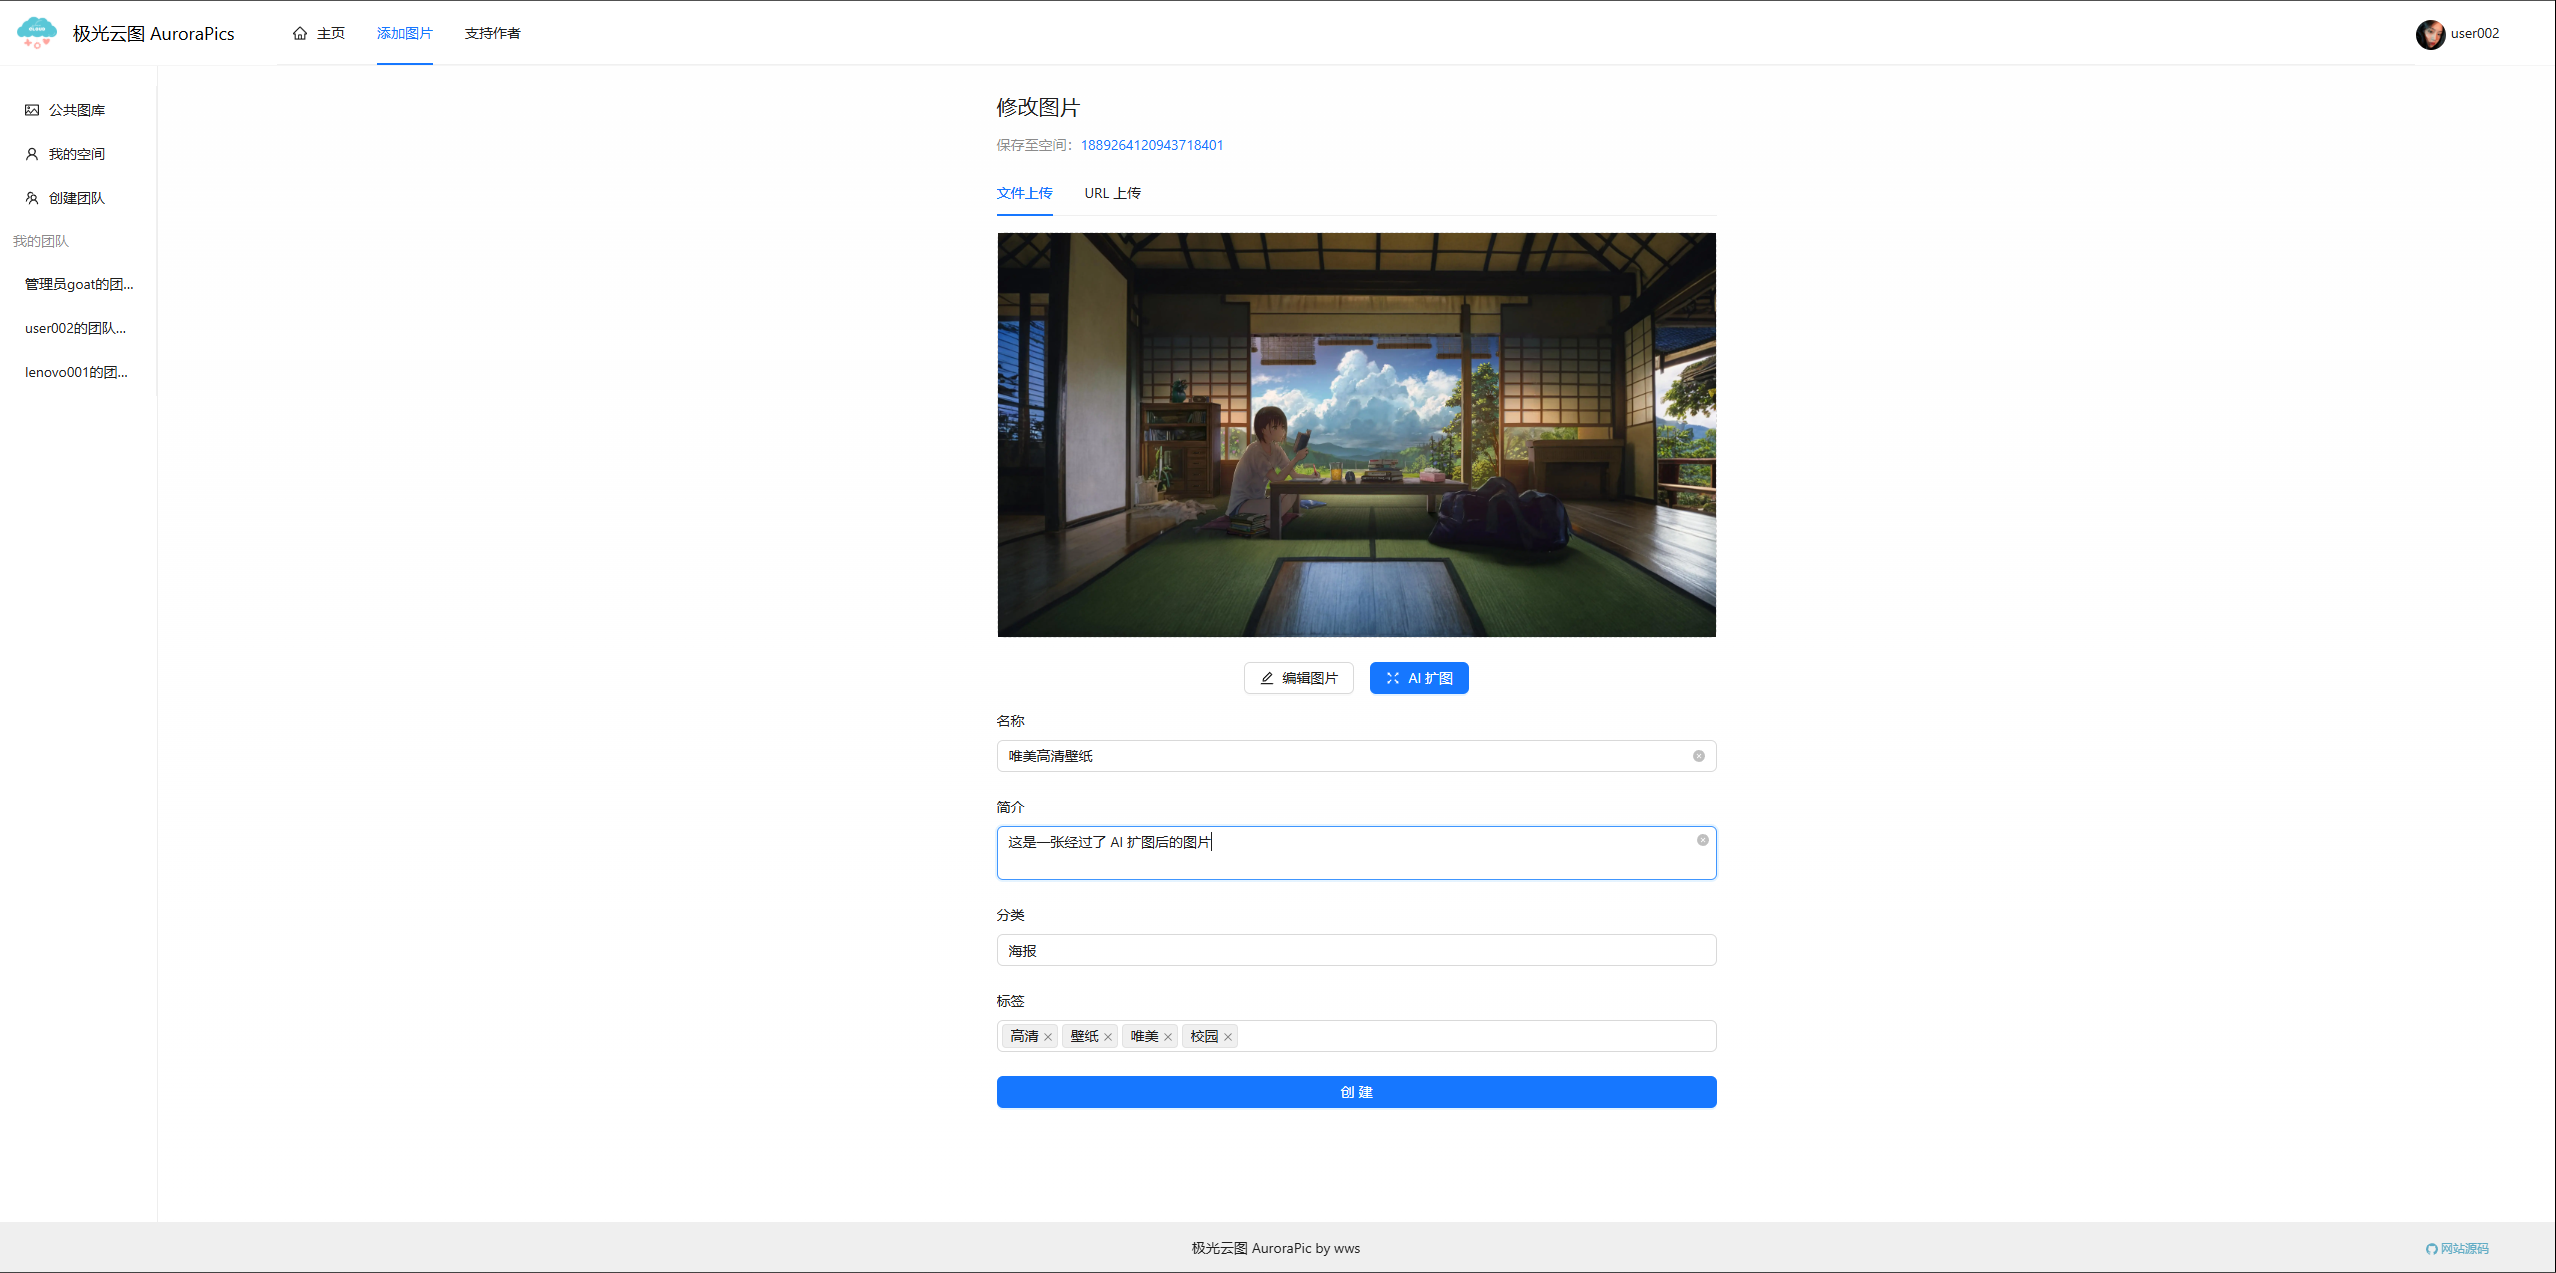 极光云图 AuroraPics
主页
添加图片
支持作者
user002
公共图库
我的空间
创建团队
我的团队
管理员goat的团...
user002的团队...
lenovo001的团...
修改图片
保存至空间：1889264120943718401
文件上传
URL 上传
编辑图片
AI 扩图
名称
唯美高清壁纸
简介
这是一张经过了 AI 扩图后的图片
分类
海报
标签
高清
壁纸
唯美
校园
创 建
极光云图 AuroraPic by wws
网站源码